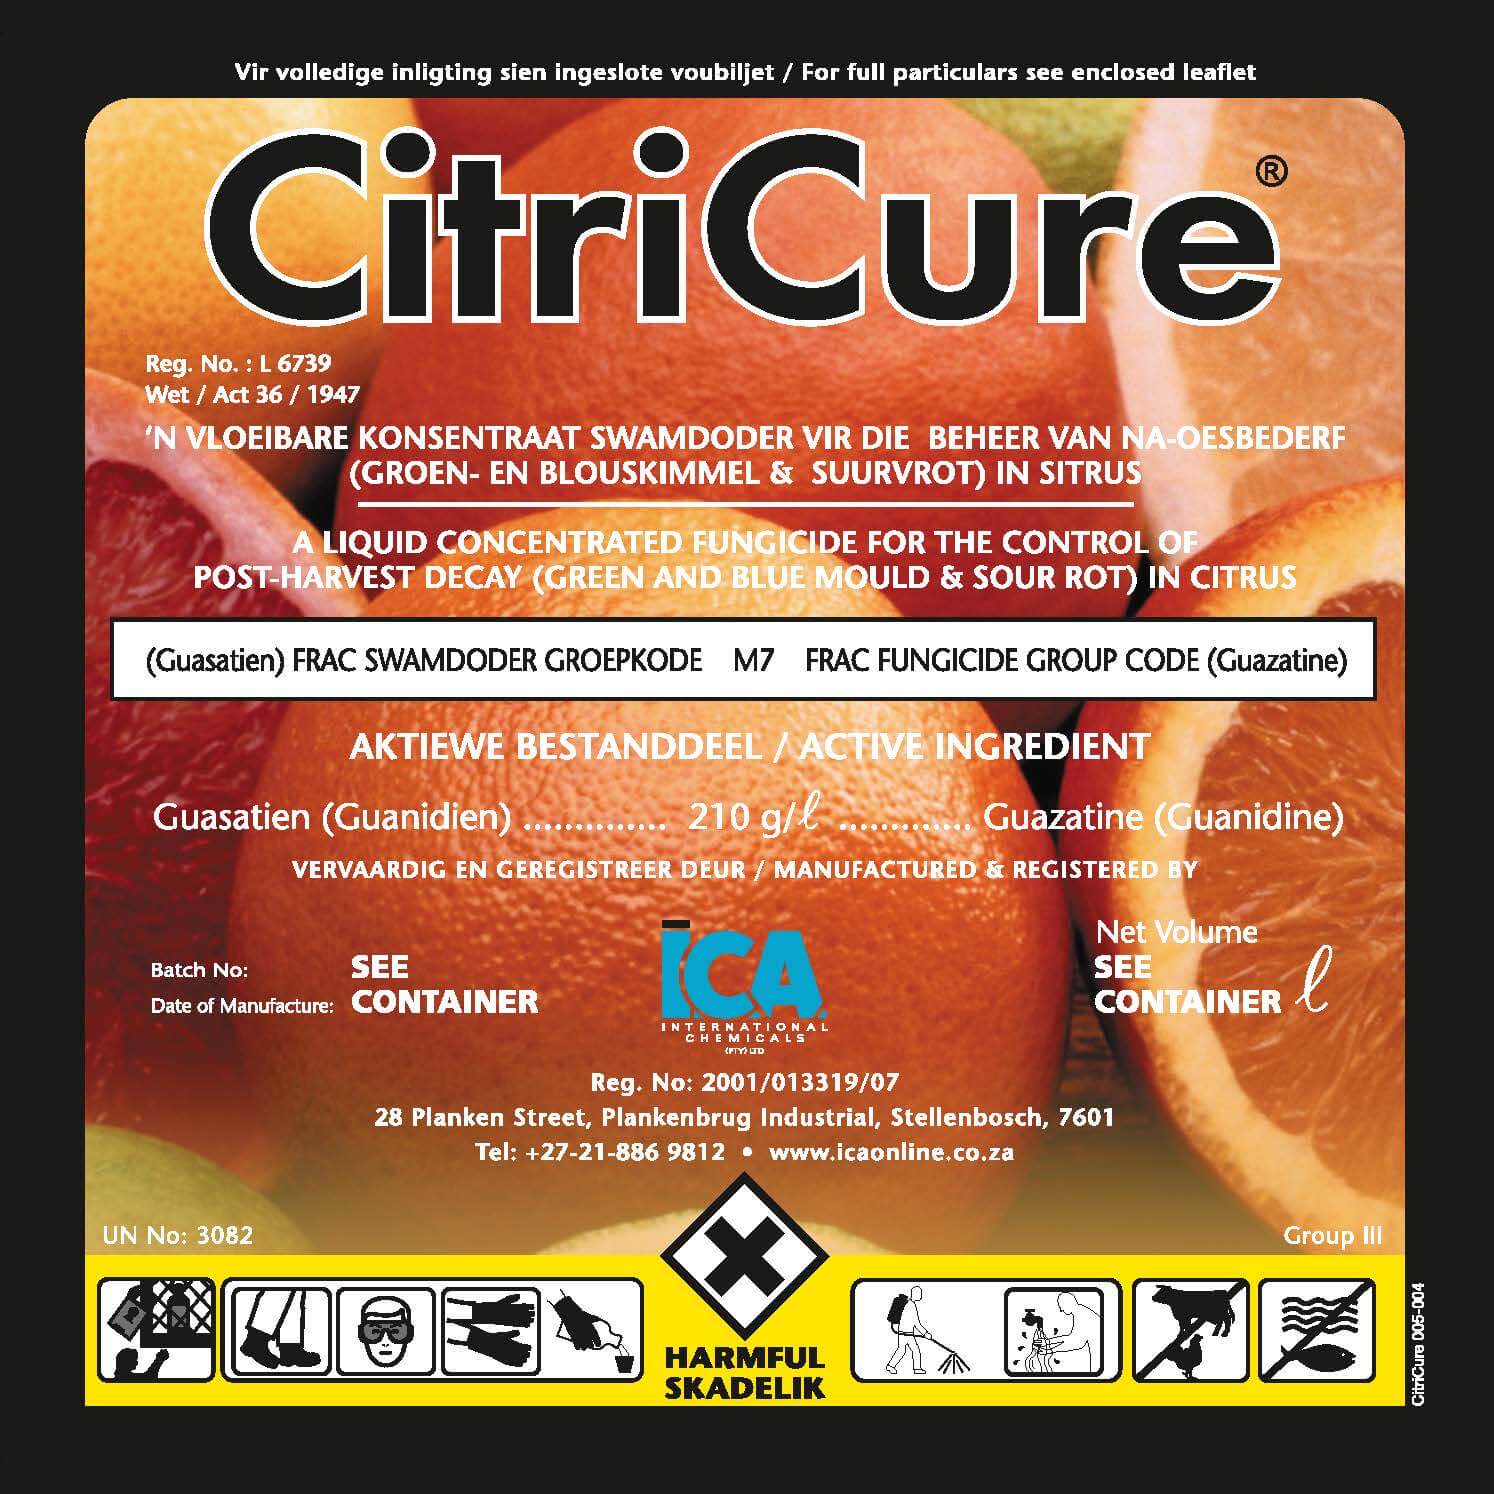 Vir volledige inligting sien ingeslote voubiljet / For full particulars see enclosed leaflet
CitriCure®
Reg. No. : L 6739
Wet / Act 36 / 1947
'N VLOEIBARE KONSENTRAAT SWAMDODER VIR DIE BEHEER VAN NA-OESBEDERF
(GROEN- EN BLOUSKIMMEL & SUURVROT) IN SITRUS
A LIQUID CONCENTRATED FUNGICIDE FOR THE CONTROL OF
POST-HARVEST DECAY (GREEN AND BLUE MOULD & SOUR ROT) IN CITRUS
(Guasatien) FRAC SWAMDODER GROEPKODE M7 FRAC FUNGICIDE GROUP CODE (Guazatine)
AKTIEWE BESTANDDEEL / ACTIVE INGREDIENT
Guasatien (Guanidien) .............. 210 g/ℓ ............. Guazatine (Guanidine)
VERVAARDIG EN GEREGISTREER DEUR / MANUFACTURED & REGISTERED BY
Batch No: SEE
Date of Manufacture: CONTAINER
I.C.A.
INTERNATIONAL
CHEMICALS
(PTY) LTD
Net Volume
SEE
CONTAINER ℓ
Reg. No: 2001/013319/07
28 Planken Street, Plankenbrug Industrial, Stellenbosch, 7601
Tel: +27-21-886 9812 • www.icaonline.co.za
UN No: 3082
Group III
HARMFUL
SKADELIK
CitriCure 005-004